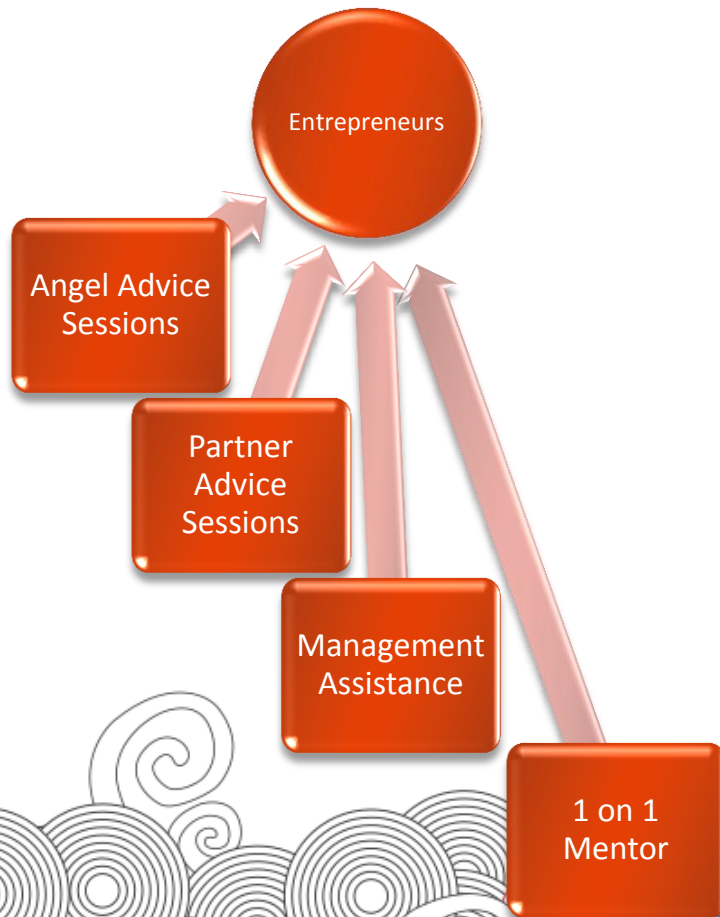 Entrepreneurs
Angel Advice
Sessions
Partner
Advice
Sessions
Management
Assistance
1 on 1
Mentor